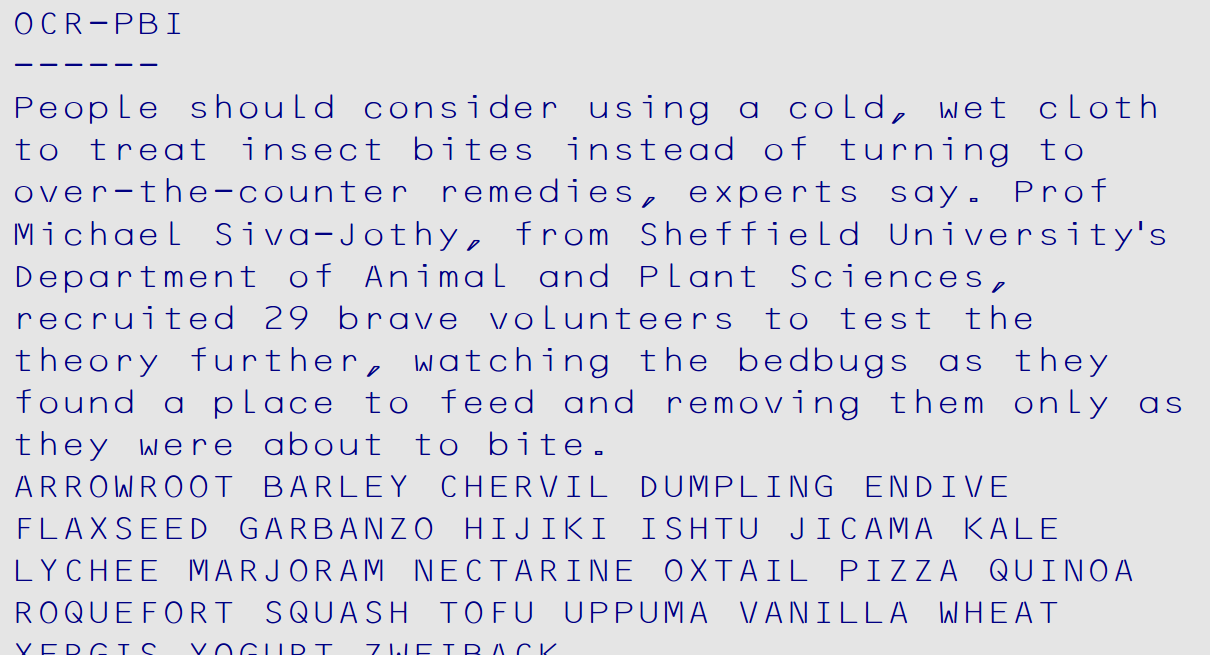 OCR-PBI
------
People should consider using a cold, wet cloth
to treat insect bites instead of turning to
over-the-counter remedies, experts say. Prof
Michael Siva-Jothy, from Sheffield University's
Department of Animal and Plant Sciences,
recruited 29 brave volunteers to test the
theory further, watching the bedbugs as they
found a place to feed and removing them only as
they were about to bite.
ARROWROOT BARLEY CHERVIL DUMPLING ENDIVE
FLAXSEED GARBANZO HIJIKI ISHTU JICAMA KALE
LYCHEE MARJORAM NECTARINE OXTAIL PIZZA QUINOA
ROQUEFORT SQUASH TOFU UPPUMA VANILLA WHEAT
XERGIS YOGURT ZWEIBACK